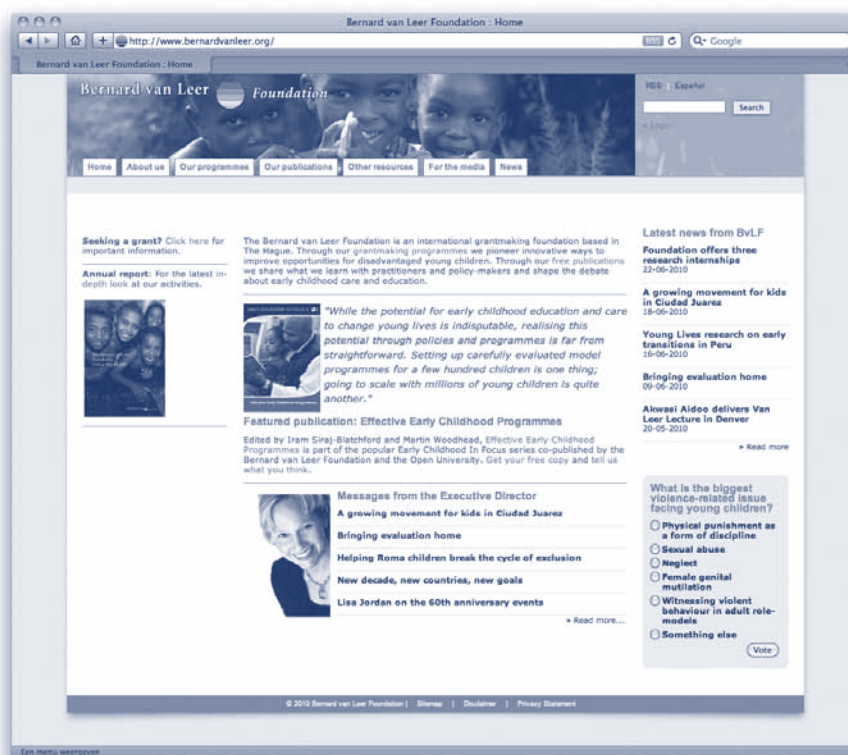 Bernard van Leer Foundation : Home
http://www.bernardvanleer.org/
RSS
Google
Bernard van Leer Foundation : Home
Bernard van Leer Foundation
RSS | Español
Search
» Login
Home
About us
Our programmes
Our publications
Other resources
For the media
News
Seeking a grant? Click here for
important information.
Annual report: For the latest in-
depth look at our activities.
The Bernard van Leer Foundation is an international grantmaking foundation based in
The Hague. Through our grantmaking programmes we pioneer innovative ways to
improve opportunities for disadvantaged young children. Through our free publications
we share what we learn with practitioners and policy-makers and shape the debate
about early childhood care and education.
"While the potential for early childhood education and care
to change young lives is indisputable, realising this
potential through policies and programmes is far from
straightforward. Setting up carefully evaluated model
programmes for a few hundred children is one thing;
going to scale with millions of young children is quite
another."
Featured publication: Effective Early Childhood Programmes
Edited by Iram Siraj-Blatchford and Martin Woodhead, Effective Early Childhood
Programmes is part of the popular Early Childhood in Focus series co-published by the
Bernard van Leer Foundation and the Open University. Get your free copy and tell us
what you think.
Messages from the Executive Director
A growing movement for kids in Ciudad Juarez
Bringing evaluation home
Helping Roma children break the cycle of exclusion
New decade, new countries, new goals
Lisa Jordan on the 60th anniversary events
» Read more...
Latest news from BvLF
Foundation offers three
research internships
22-06-2010
A growing movement for kids
in Ciudad Juarez
18-06-2010
Young Lives research on early
transitions in Peru
16-06-2010
Bringing evaluation home
09-06-2010
Akwasi Aidoo delivers Van
Leer Lecture in Denver
20-05-2010
» Read more
What is the biggest
violence-related issue
facing young children?
Physical punishment as
a form of discipline
Sexual abuse
Neglect
Female genital
mutilation
Witnessing violent
behaviour in adult role-
models
Something else
Vote
© 2010 Bernard van Leer Foundation | Sitemap | Disclaimer | Privacy Statement
Een menu weergeven